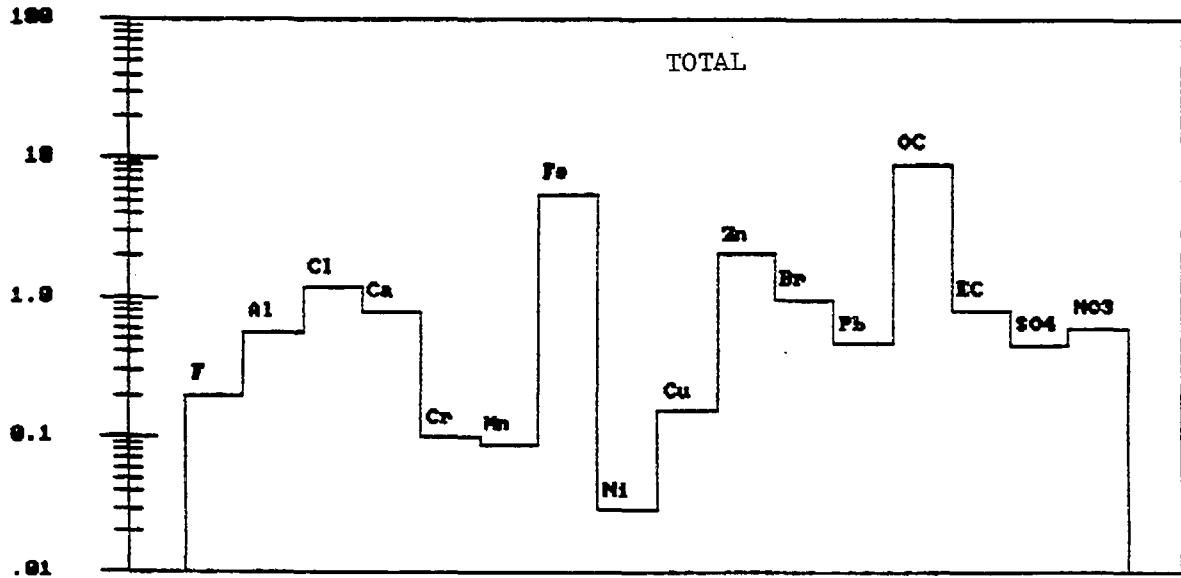 100
TOTAL
10
OC
Fe
Zn
Cl
Br
1.0
Ca
EC
Al
Pb
SO4
NO3
F
Cu
Cr
Mn
0.1
Ni
.01